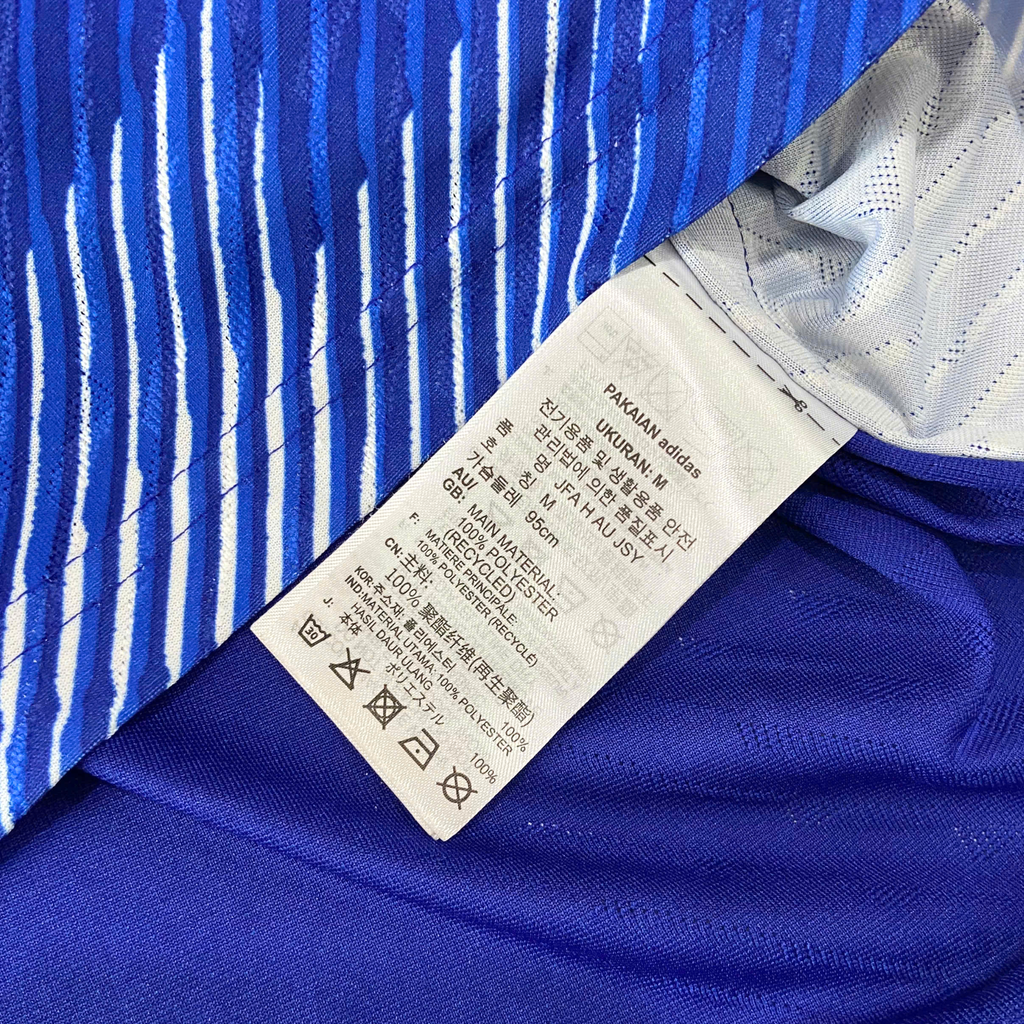 PAKAIAN adidas
UKURAN: M
전기용품 및 생활용품 안전
관리법에 의한 품질표시
품 명 JFA H AU JSY
호 칭 M
가슴둘레 95cm
AU/
GB: MAIN MATERIAL:
100% POLYESTER
(RECYCLED)
F: MATIERE PRINCIPALE:
100% POLYESTER (RECYCLÉ)
CN: 主料:
100% 聚酯纤维(再生聚酯)
KOR: 주소재: 폴리에스터 100%
IND: MATERIAL UTAMA: 100% POLYESTER
HASIL DAUR ULANG
J: 本体
ポリエステル 100%
30